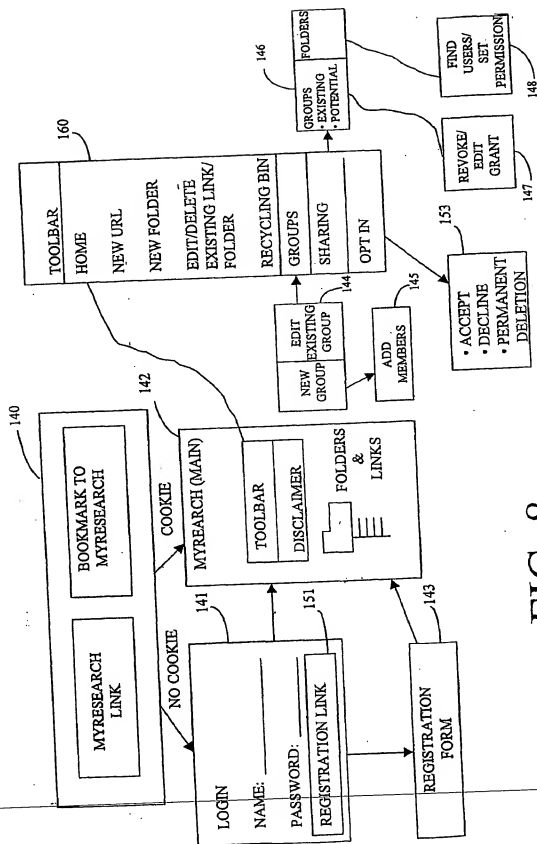 140
MYRESEARCH
LINK
BOOKMARK TO
MYRESEARCH
NO COOKIE
COOKIE
141
LOGIN
NAME:
PASSWORD:
REGISTRATION LINK
151
REGISTRATION
FORM
143
142
MYREARCH (MAIN)
TOOLBAR
DISCLAIMER
FOLDERS
&
LINKS
160
TOOLBAR
HOME
NEW URL
NEW FOLDER
EDIT/DELETE
EXISTING LINK/
FOLDER
RECYCLING BIN
GROUPS
SHARING
OPT IN
NEW
GROUP
EDIT
EXISTING
GROUP
144
ADD
MEMBERS
145
146
GROUPS
• EXISTING
• POTENTIAL
FOLDERS
REVOKE/
EDIT
GRANT
147
FIND
USERS/
SET
PERMISSION
148
153
• ACCEPT
• DECLINE
• PERMANENT
DELETION
FIG. 8